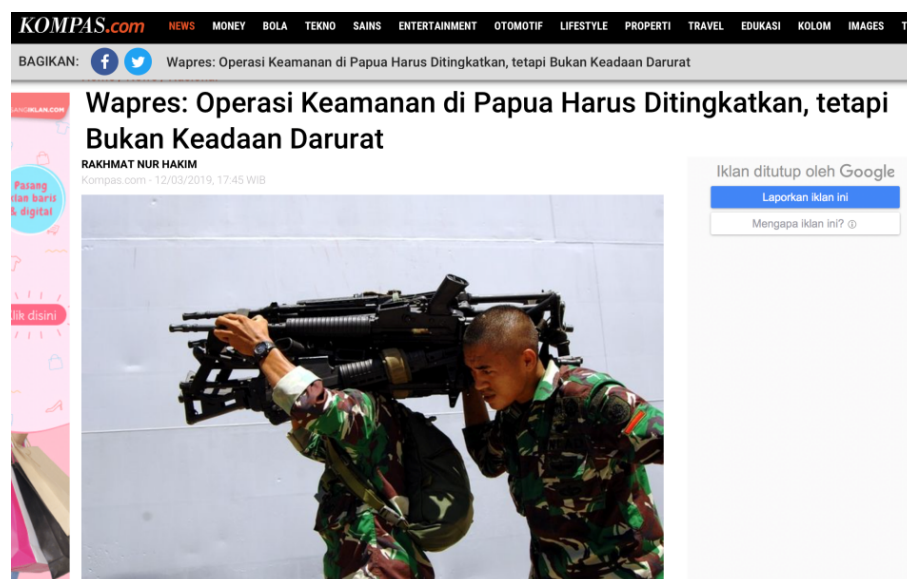 KOMPAS.com NEWS MONEY BOLA TEKNO SAINS ENTERTAINMENT OTOMOTIF LIFESTYLE PROPERTI TRAVEL EDUKASI KOLOM IMAGES
BAGIKAN: Wapres: Operasi Keamanan di Papua Harus Ditingkatkan, tetapi Bukan Keadaan Darurat
Wapres: Operasi Keamanan di Papua Harus Ditingkatkan, tetapi
Bukan Keadaan Darurat
RAKHMAT NUR HAKIM
Kompas.com - 12/03/2019, 17:45 WIB
Pasang
klan baris
& digital
lik disini
Iklan ditutup oleh Google
Laporkan iklan ini
Mengapa iklan ini?